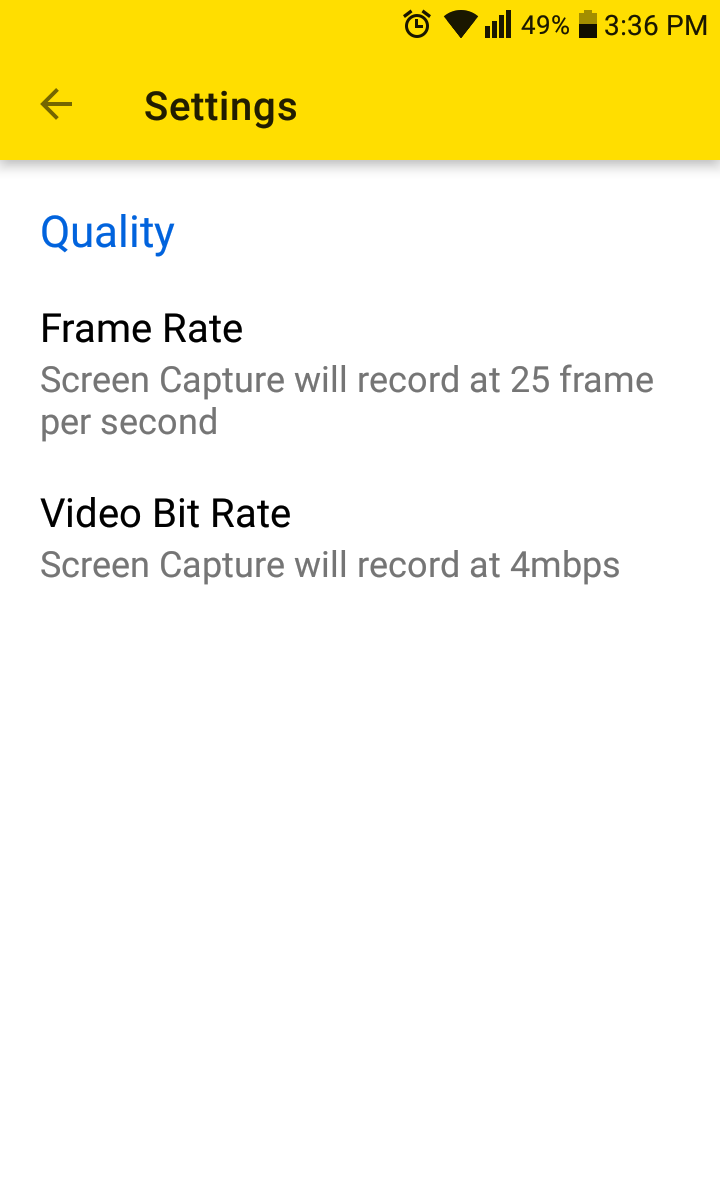 49% 3:36 PM
Settings
Quality
Frame Rate
Screen Capture will record at 25 frame
per second
Video Bit Rate
Screen Capture will record at 4mbps